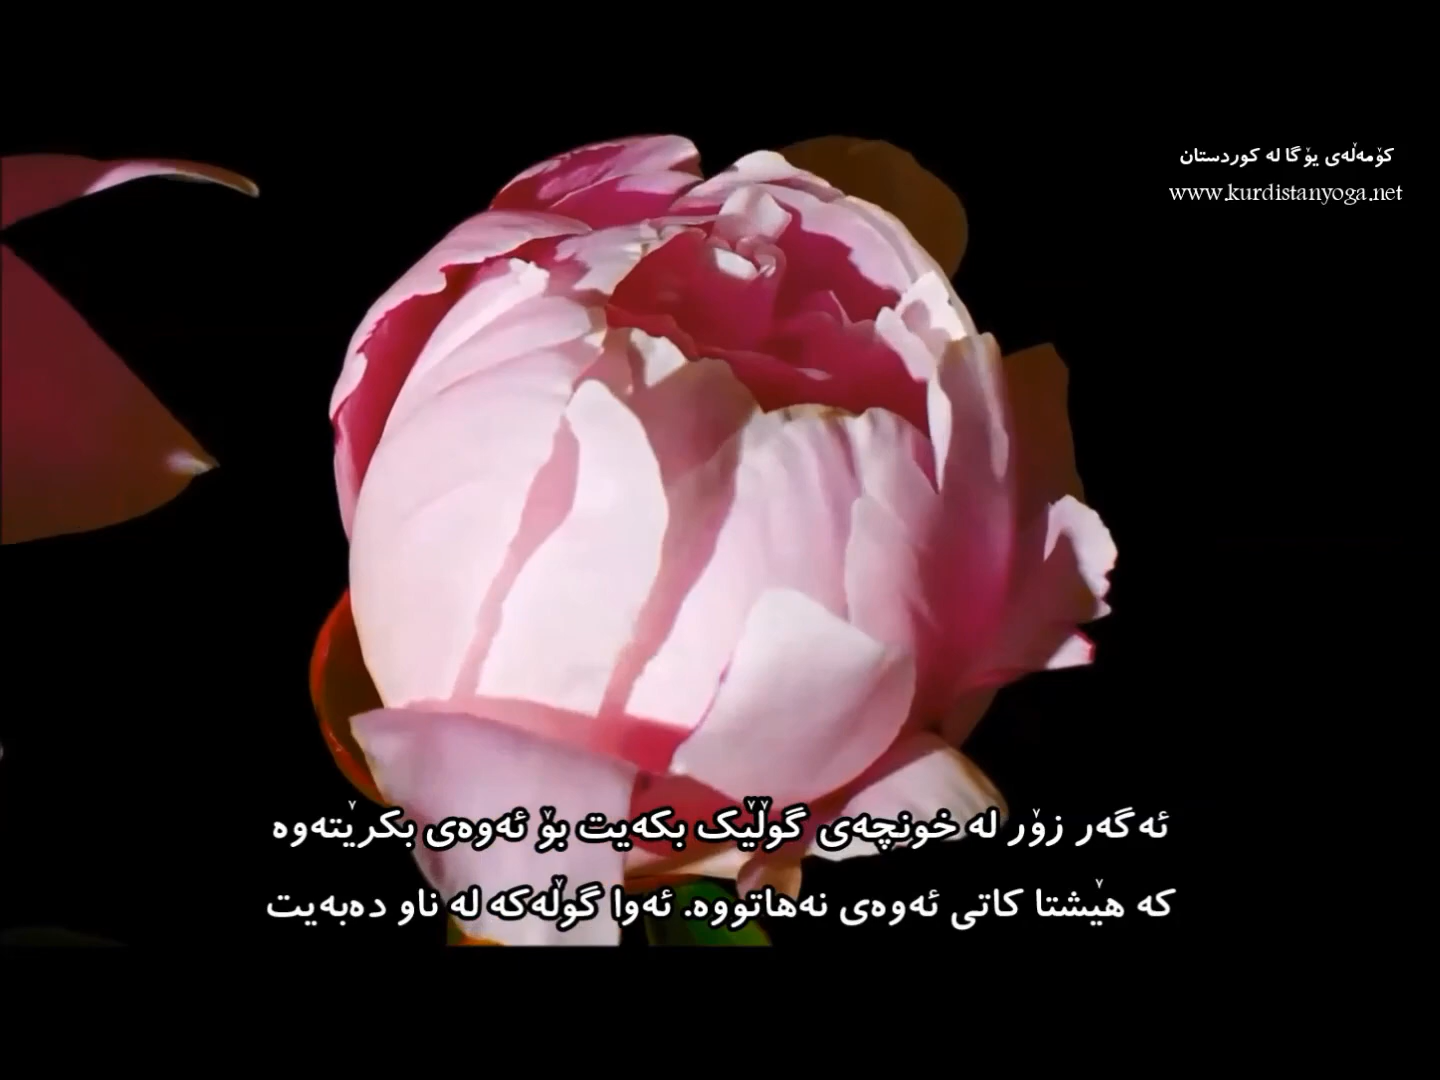 کۆمەڵەی یۆگا لە کوردستان
www.kurdistanyoga.net
ئەگەر زۆر لە خونچەی گوڵێک بکەیت بۆ ئەوەی بکرێتەوە
کە هێشتا کاتی ئەوەی نەهاتووە. ئەوا گوڵەکە لە ناو دەبەیت